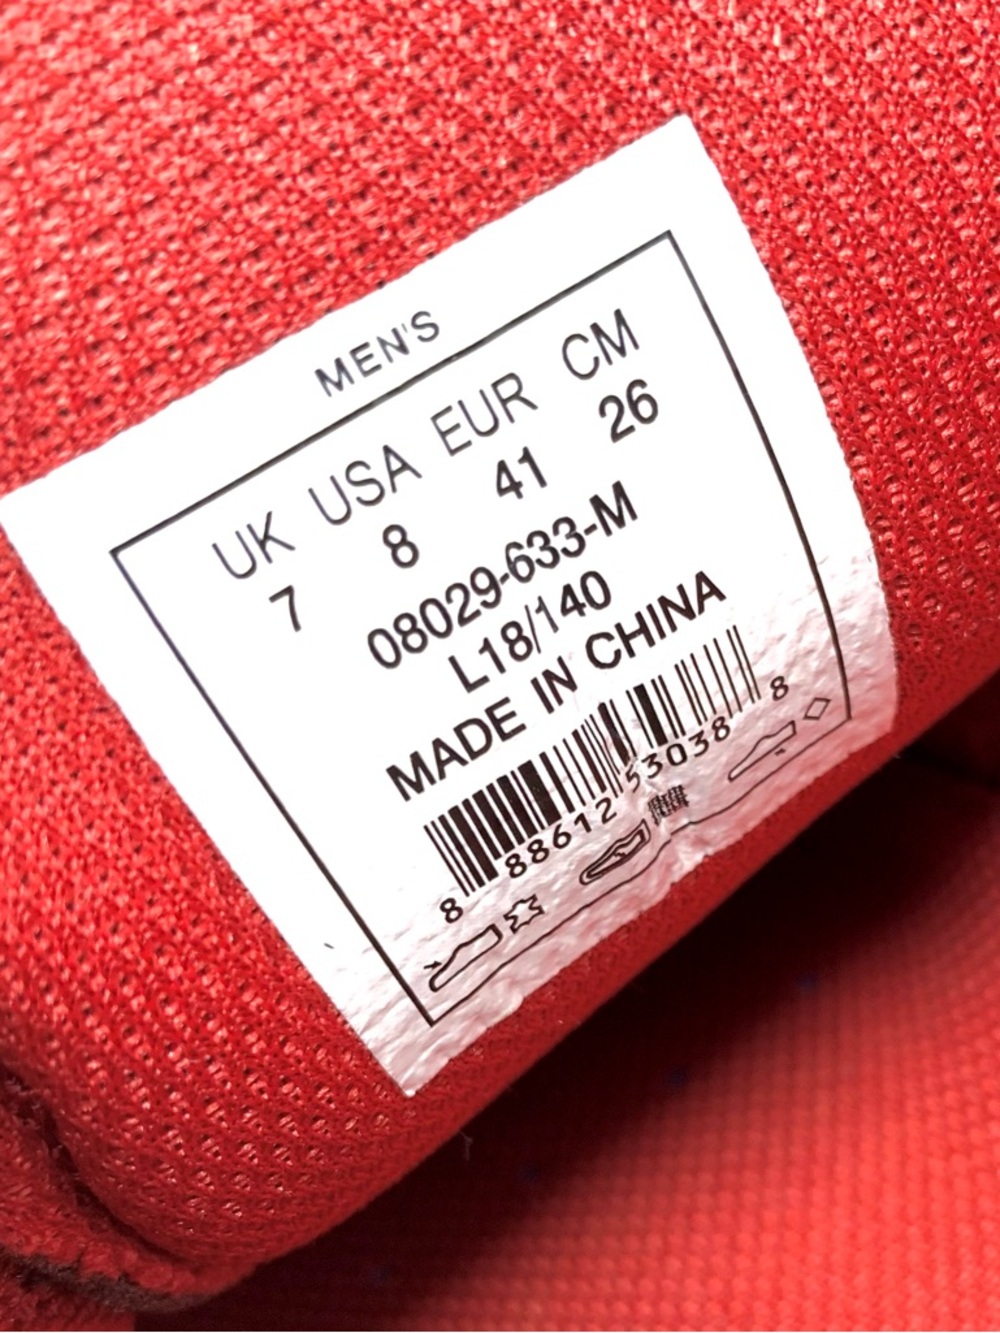 MEN'S
UK USA EUR CM
7 8 41 26
08029-633-M
L18/140
MADE IN CHINA
8 88612 53038 8